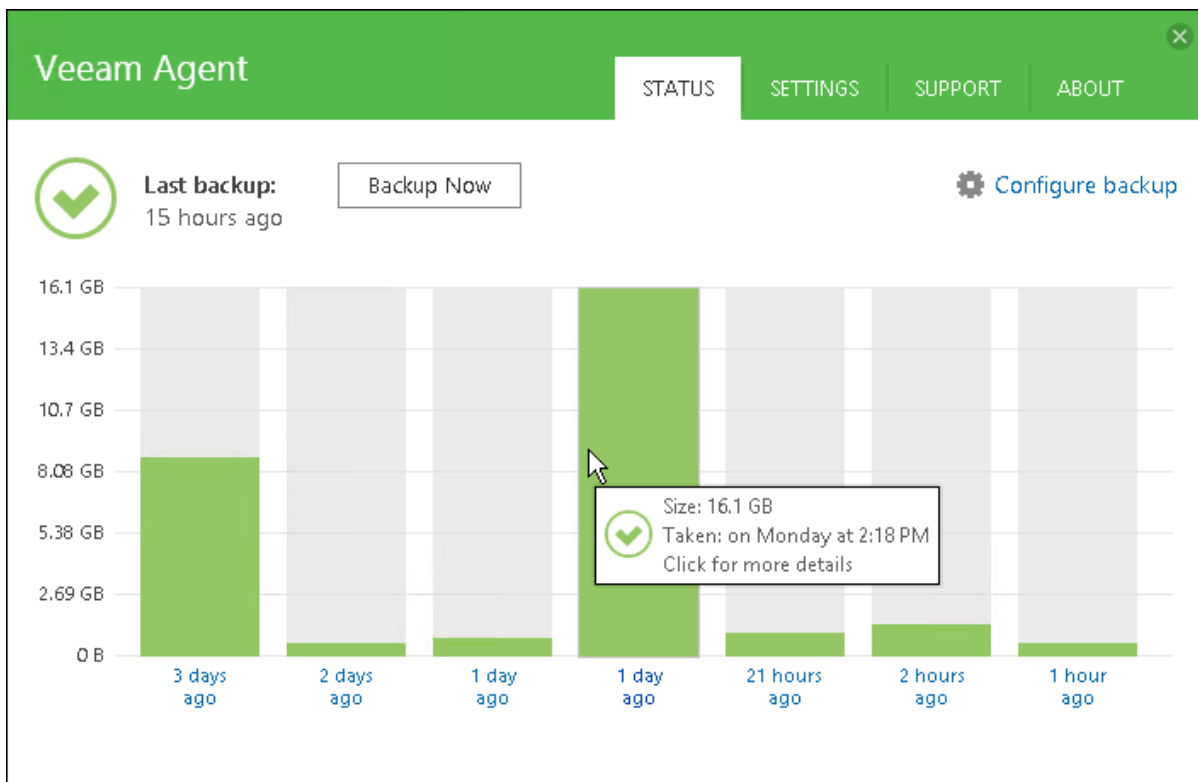 Veeam Agent
STATUS
SETTINGS
SUPPORT
ABOUT
Last backup:
15 hours ago
Backup Now
Configure backup
16.1 GB
13.4 GB
10.7 GB
8.08 GB
5.38 GB
2.69 GB
0 B
Size: 16.1 GB
Taken: on Monday at 2:18 PM
Click for more details
3 days
ago
2 days
ago
1 day
ago
1 day
ago
21 hours
ago
2 hours
ago
1 hour
ago